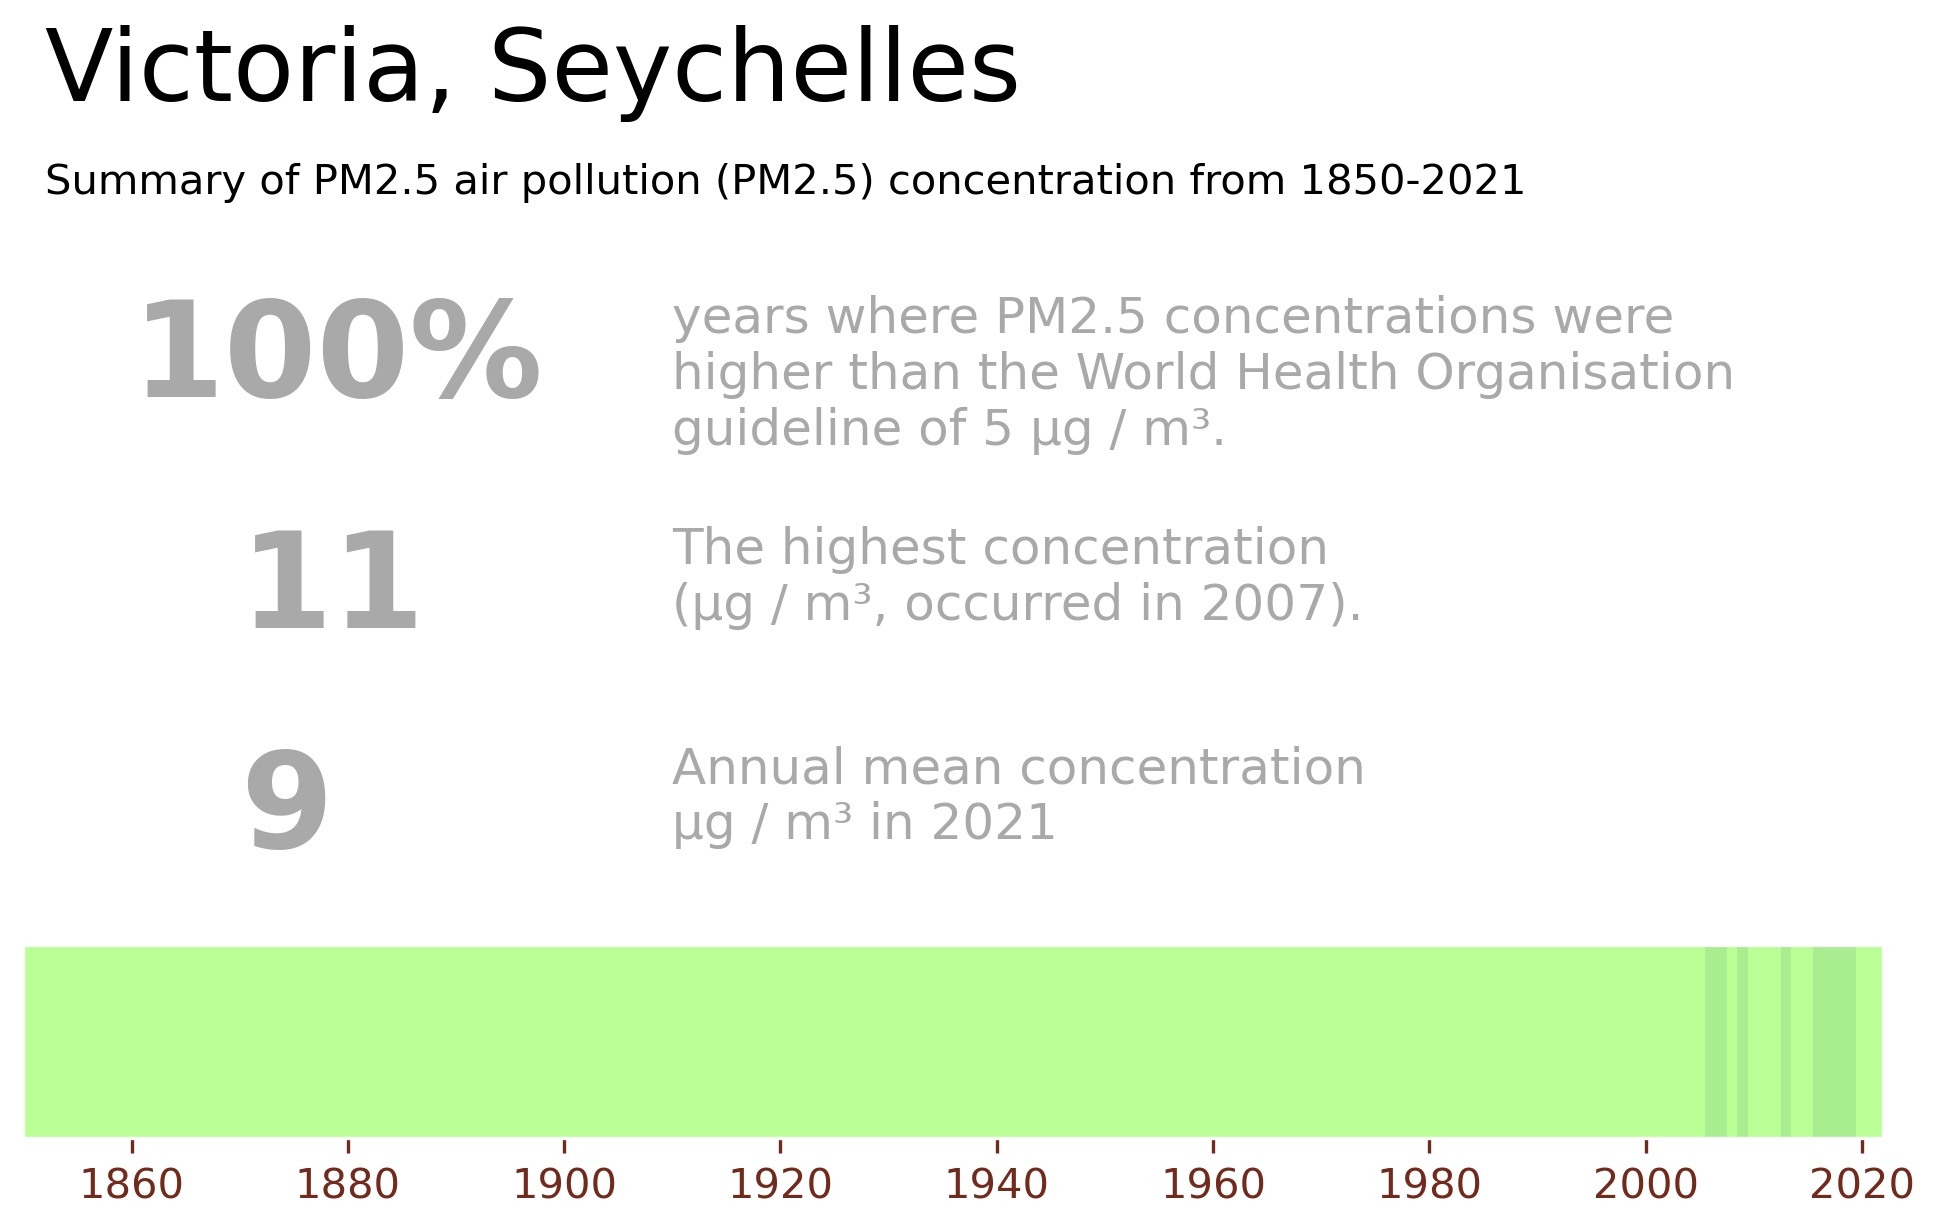 Victoria, Seychelles
Summary of PM2.5 air pollution (PM2.5) concentration from 1850-2021
100%
years where PM2.5 concentrations were
higher than the World Health Organisation
guideline of 5 µg / m³.
11
The highest concentration
(µg / m³, occurred in 2007).
9
Annual mean concentration
µg / m³ in 2021
1860 1880 1900 1920 1940 1960 1980 2000 2020